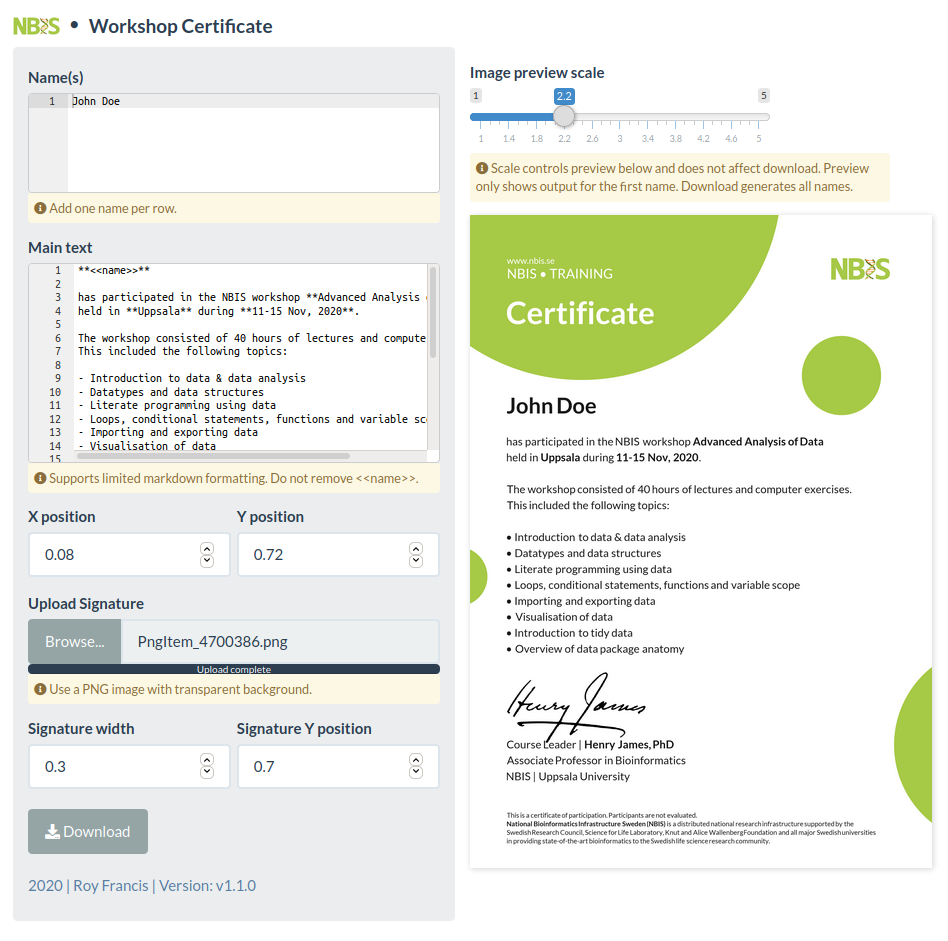 NBIS • Workshop Certificate
Name(s)
1 John Doe
Add one name per row.
Main text
1 **<<name>>**
2
3 has participated in the NBIS workshop **Advanced Analysis
4 held in **Uppsala** during **11-15 Nov, 2020**.
5
6 The workshop consisted of 40 hours of lectures and compute
7 This included the following topics:
8
9 - Introduction to data & data analysis
10 - Datatypes and data structures
11 - Literate programming using data
12 - Loops, conditional statements, functions and variable sco
13 - Importing and exporting data
14 - Visualisation of data
15
Supports limited markdown formatting. Do not remove <<name>>.
X position Y position
0.08 0.72
Upload Signature
Browse... PngItem_4700386.png
Upload complete
Use a PNG image with transparent background.
Signature width Signature Y position
0.3 0.7
Download
2020 | Roy Francis | Version: v1.1.0
Image preview scale
1 2.2 5
1 1.4 1.8 2.2 2.6 3 3.4 3.8 4.2 4.6 5
Scale controls preview below and does not affect download. Preview
only shows output for the first name. Download generates all names.
www.nbis.se
NBIS • TRAINING
NBIS
Certificate
John Doe
has participated in the NBIS workshop Advanced Analysis of Data
held in Uppsala during 11-15 Nov, 2020.
The workshop consisted of 40 hours of lectures and computer exercises.
This included the following topics:
• Introduction to data & data analysis
• Datatypes and data structures
• Literate programming using data
• Loops, conditional statements, functions and variable scope
• Importing and exporting data
• Visualisation of data
• Introduction to tidy data
• Overview of data package anatomy
Henry James
Course Leader | Henry James, PhD
Associate Professor in Bioinformatics
NBIS | Uppsala University
This is a certificate of participation. Participants are not evaluated.
National Bioinformatics Infrastructure Sweden (NBIS) is a distributed national research infrastructure supported by the
Swedish Research Council, Science for Life Laboratory, Knut and Alice Wallenberg Foundation and all major Swedish universities
in providing state-of-the-art bioinformatics to the Swedish life science research community.